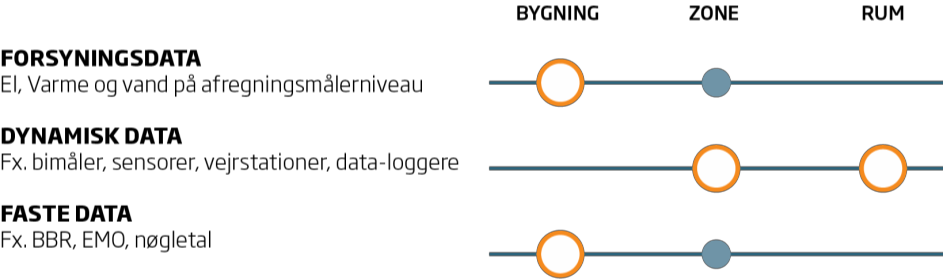 BYGNING ZONE RUM
FORSYNINGSDATA
El, Varme og vand på afregningsmålerniveau
DYNAMISK DATA
Fx. bimåler, sensorer, vejrstationer, data-loggere
FASTE DATA
Fx. BBR, EMO, nøgletal